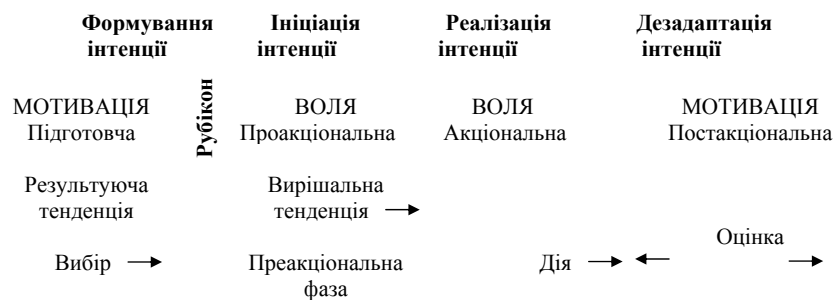 Формування Ініціація Реалізація Дезадаптація
інтенції інтенції інтенції інтенції
Рубікон
МОТИВАЦІЯ ВОЛЯ ВОЛЯ МОТИВАЦІЯ
Підготовча Проакціональна Акціональна Постакціональна
Результуюча Вирішальна
тенденція тенденція →
Оцінка
Вибір → Преакціональна Дія → ← →
фаза